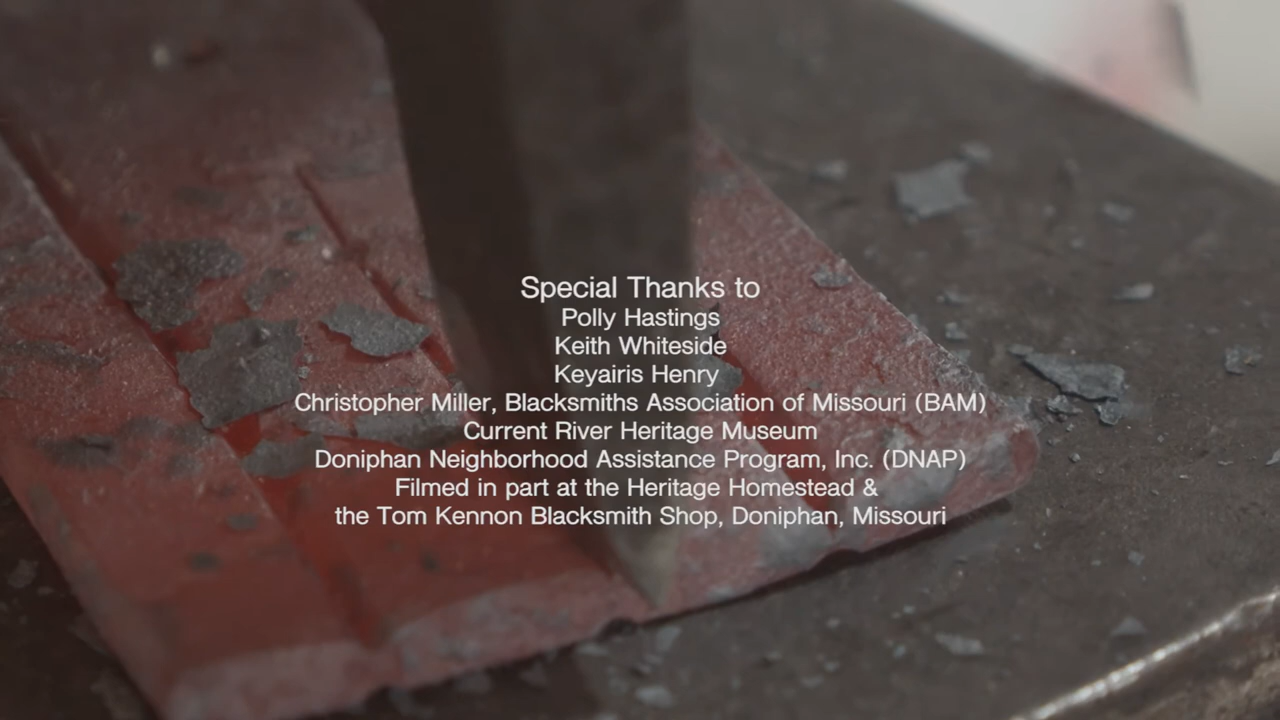 Special Thanks to
Polly Hastings
Keith Whiteside
Keyairis Henry
Christopher Miller, Blacksmiths Association of Missouri (BAM)
Current River Heritage Museum
Doniphan Neighborhood Assistance Program, Inc. (DNAP)
Filmed in part at the Heritage Homestead &
the Tom Kennon Blacksmith Shop, Doniphan, Missouri